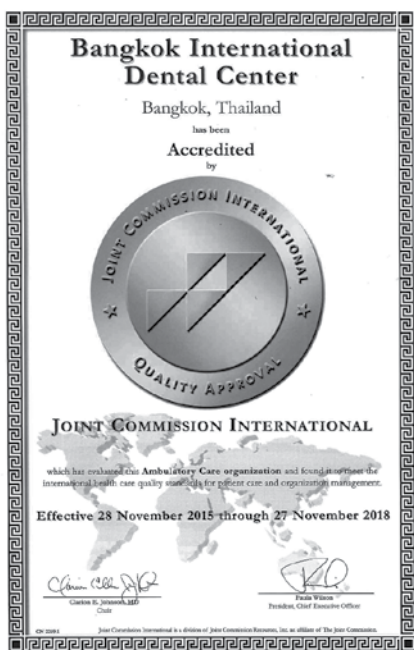 Bangkok International
Dental Center
Bangkok, Thailand
has been
Accredited
by
JOINT COMMISSION INTERNATIONAL
QUALITY APPROVAL
JOINT COMMISSION INTERNATIONAL
which has evaluated this Ambulatory Care organization and found it to meet the
international health care quality standards for patient care and organization management.
Effective 28 November 2015 through 27 November 2018
Chair
Paula Wilson
President, Chief Executive Officer
Joint Commission International is a division of Joint Commission Resources, Inc. an affiliate of The Joint Commission.